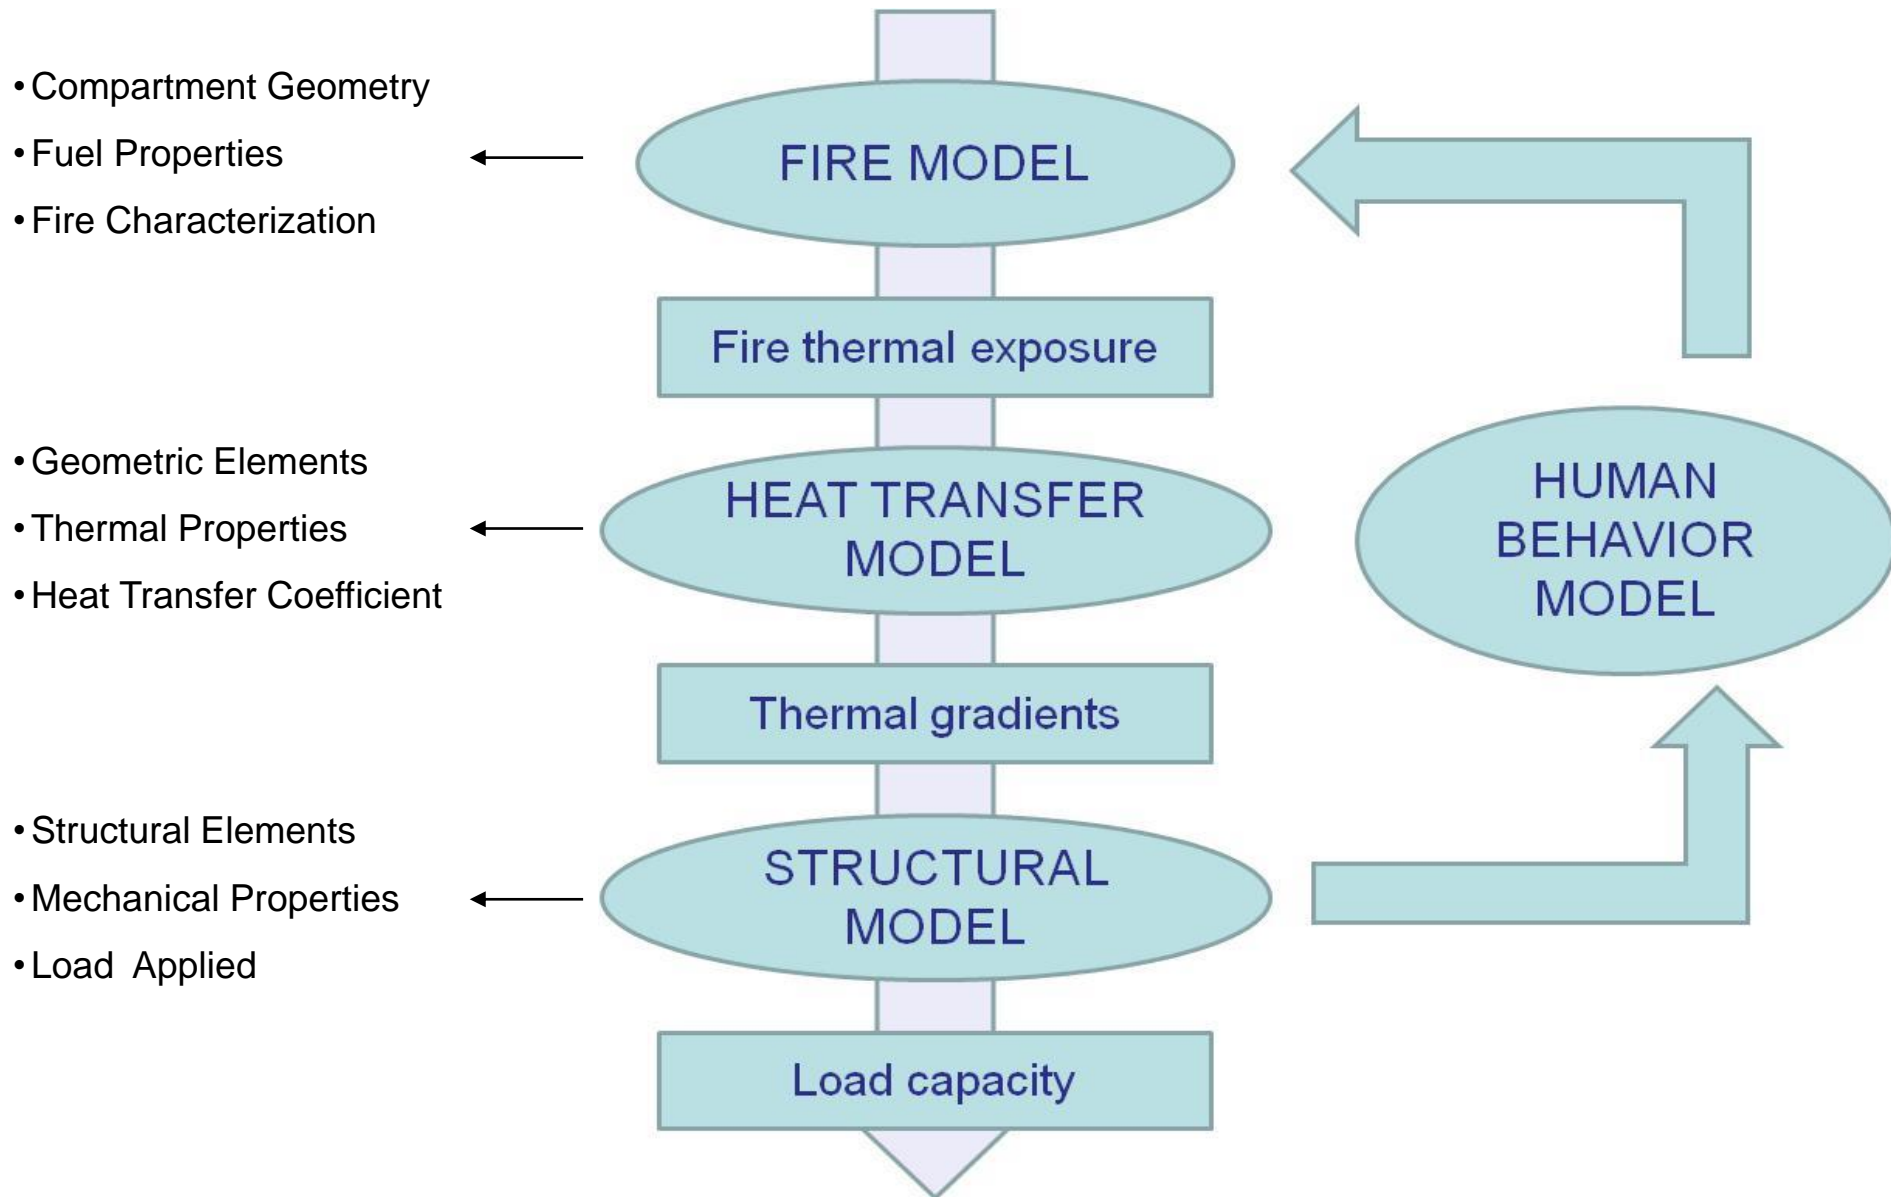 • Compartment Geometry
• Fuel Properties
• Fire Characterization
FIRE MODEL
Fire thermal exposure
• Geometric Elements
• Thermal Properties
• Heat Transfer Coefficient
HEAT TRANSFER
MODEL
HUMAN
BEHAVIOR
MODEL
Thermal gradients
• Structural Elements
• Mechanical Properties
• Load  Applied
STRUCTURAL
MODEL
Load capacity